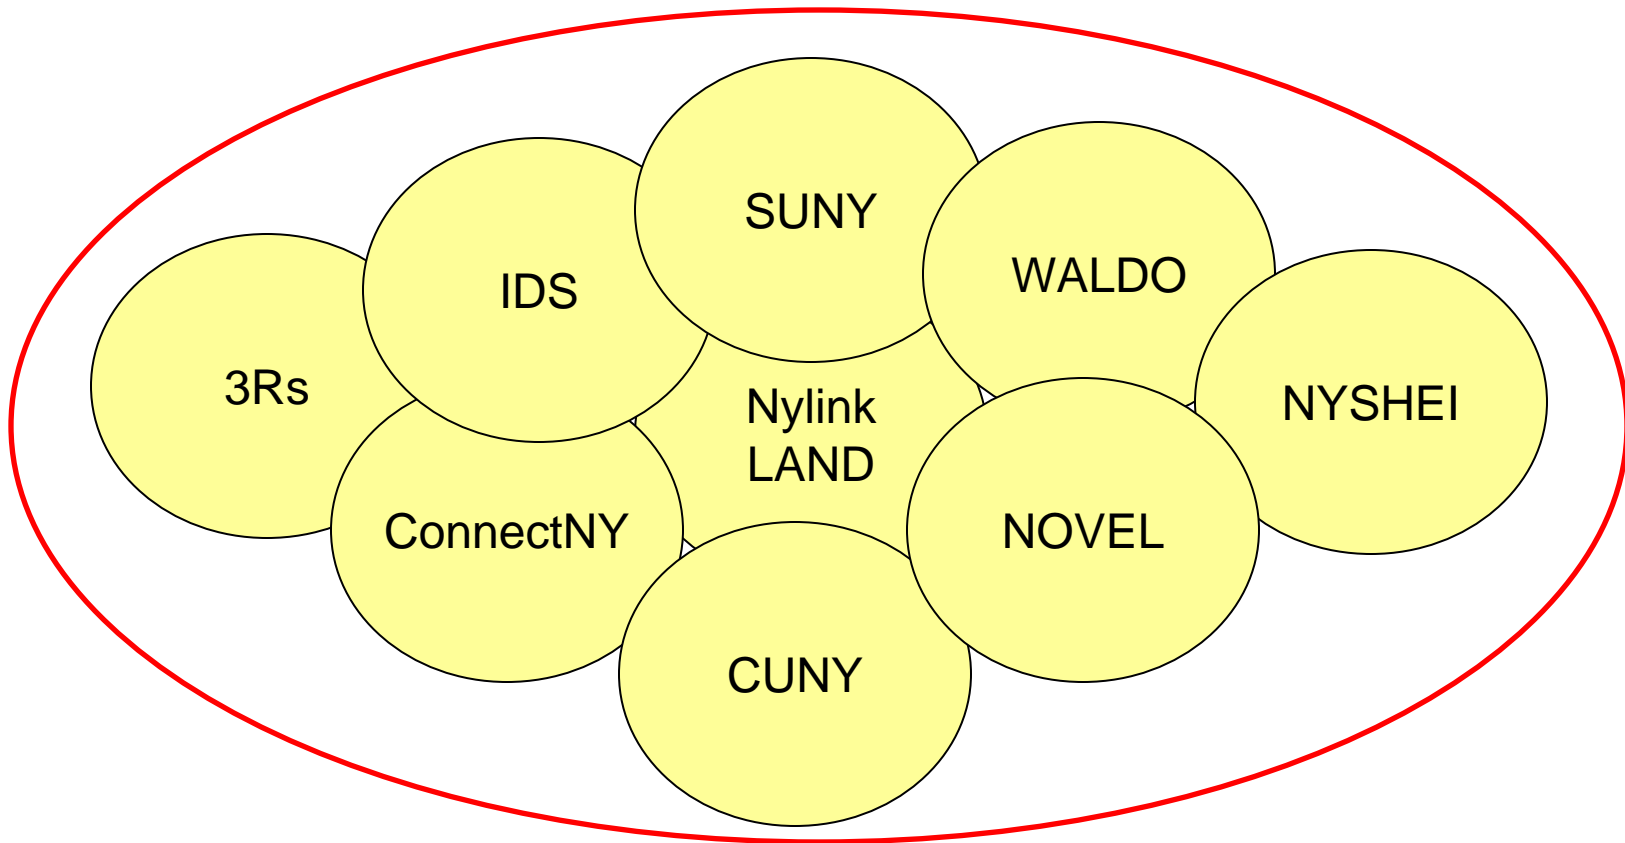 SUNY
WALDO
IDS
3Rs
Nylink
LAND
NYSHEI
ConnectNY
NOVEL
CUNY